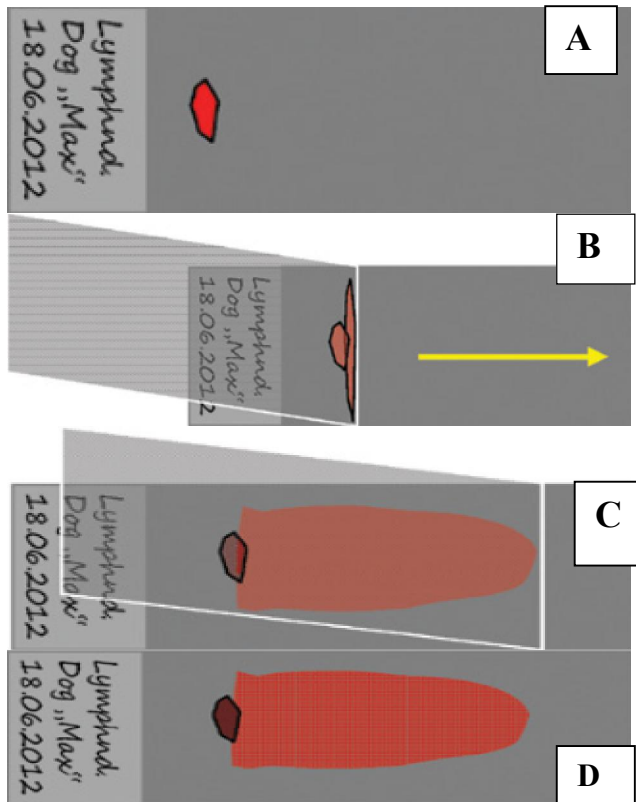 A
Lymphnd.
Dog „Max“
18.06.2012
B
Lymphnd.
Dog „Max“
18.06.2012
C
Lymphnd.
Dog „Max“
18.06.2012
Lymphnd.
Dog „Max“
18.06.2012
D